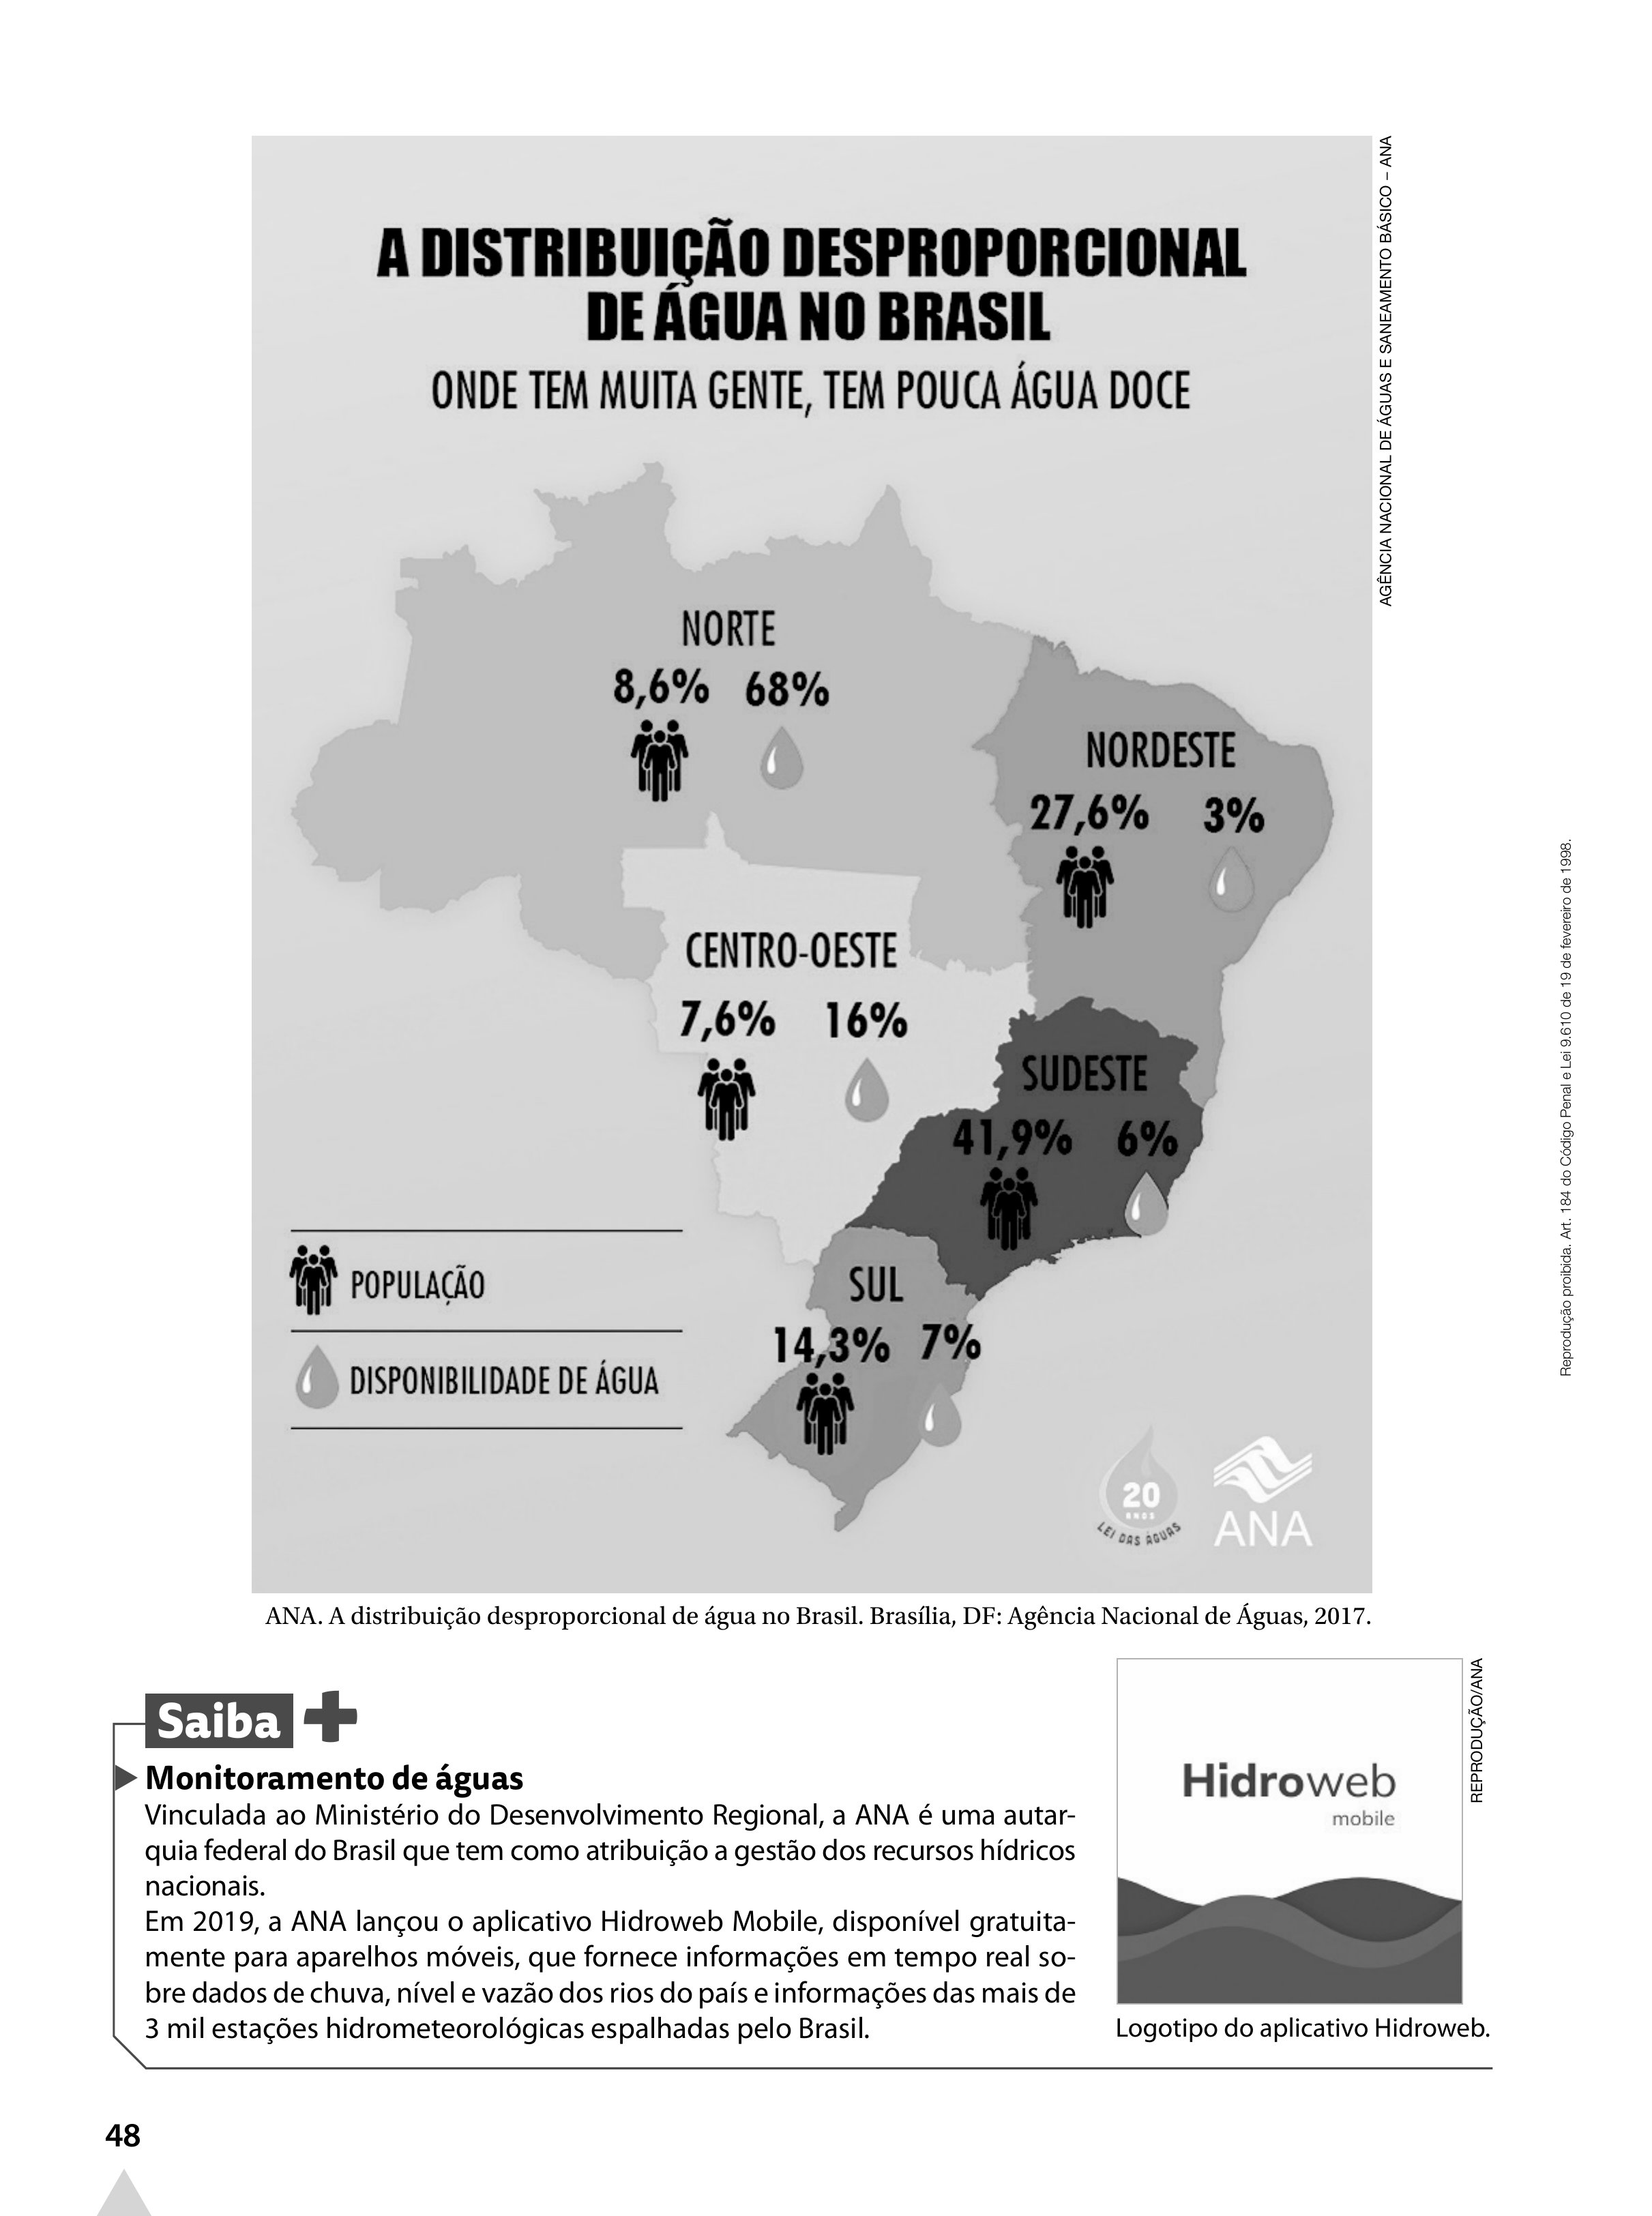 AGÊNCIA NACIONAL DE ÁGUAS E SANEAMENTO BÁSICO – ANA
A DISTRIBUIÇÃO DESPROPORCIONAL
DE ÁGUA NO BRASIL
ONDE TEM MUITA GENTE, TEM POUCA ÁGUA DOCE
NORTE
8,6% 68%
NORDESTE
27,6% 3%
CENTRO-OESTE
7,6% 16%
SUDESTE
41,9% 6%
SUL
14,3% 7%
POPULAÇÃO
DISPONIBILIDADE DE ÁGUA
20
ANOS
LEI DAS ÁGUAS
ANA
Reprodução proibida. Art. 184 do Código Penal e Lei 9.610 de 19 de fevereiro de 1998.
ANA. A distribuição desproporcional de água no Brasil. Brasília, DF: Agência Nacional de Águas, 2017.
Saiba +
Monitoramento de águas
Vinculada ao Ministério do Desenvolvimento Regional, a ANA é uma autar-
quia federal do Brasil que tem como atribuição a gestão dos recursos hídricos
nacionais.
Em 2019, a ANA lançou o aplicativo Hidroweb Mobile, disponível gratuita-
mente para aparelhos móveis, que fornece informações em tempo real so-
bre dados de chuva, nível e vazão dos rios do país e informações das mais de
3 mil estações hidrometeorológicas espalhadas pelo Brasil.
Hidroweb
mobile
REPRODUÇÃO/ANA
Logotipo do aplicativo Hidroweb.
48